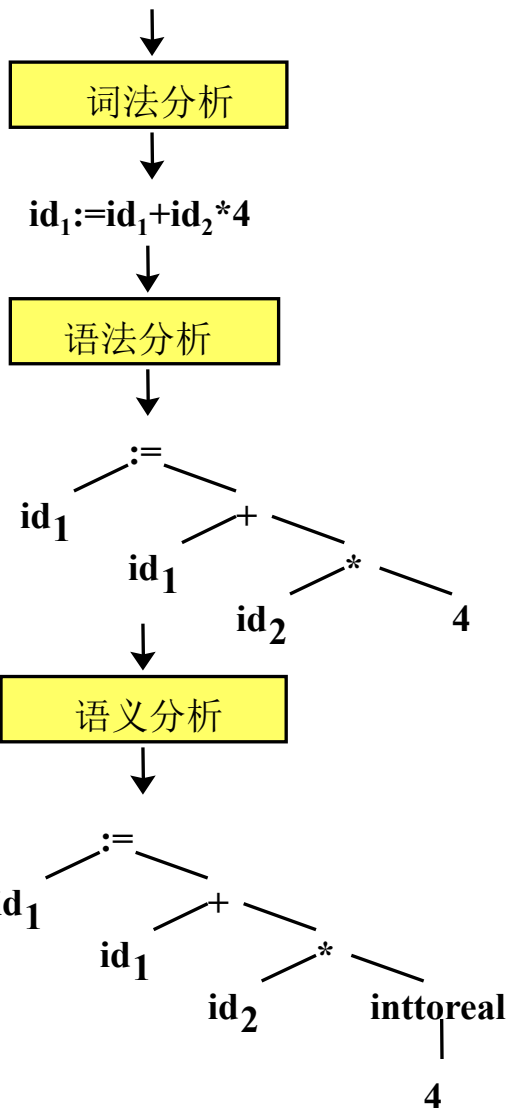 词法分析
id₁:=id₁+id₂*4
语法分析
:=
id₁ +
id₁ *
id₂ 4
语义分析
:=
d₁ +
id₁ *
id₂ inttoreal
4